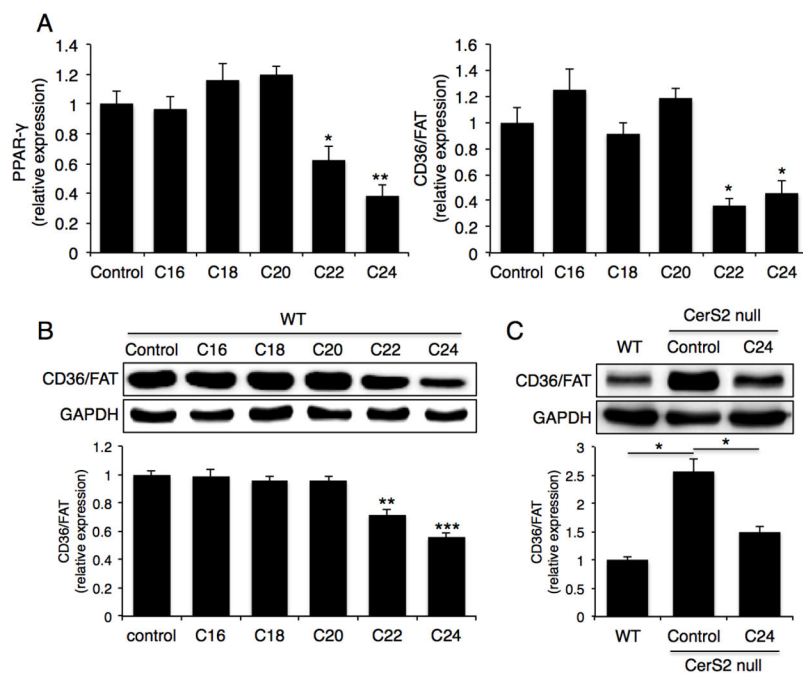 A
PPAR-γ
(relative expression)
1.4
1.2
1
0.8
0.6
0.4
0.2
0
*
**
Control C16 C18 C20 C22 C24
CD36/FAT
(relative expression)
1.6
1.4
1.2
1
0.8
0.6
0.4
0.2
0
*
*
Control C16 C18 C20 C22 C24
B
WT
Control C16 C18 C20 C22 C24
CD36/FAT
GAPDH
CD36/FAT
(relative expression)
1.2
1
0.8
0.6
0.4
0.2
0
**
***
control C16 C18 C20 C22 C24
C
CerS2 null
WT Control C24
CD36/FAT
GAPDH
CD36/FAT
(relative expression)
3
2.5
2
1.5
1
0.5
0
*
*
WT Control C24
CerS2 null